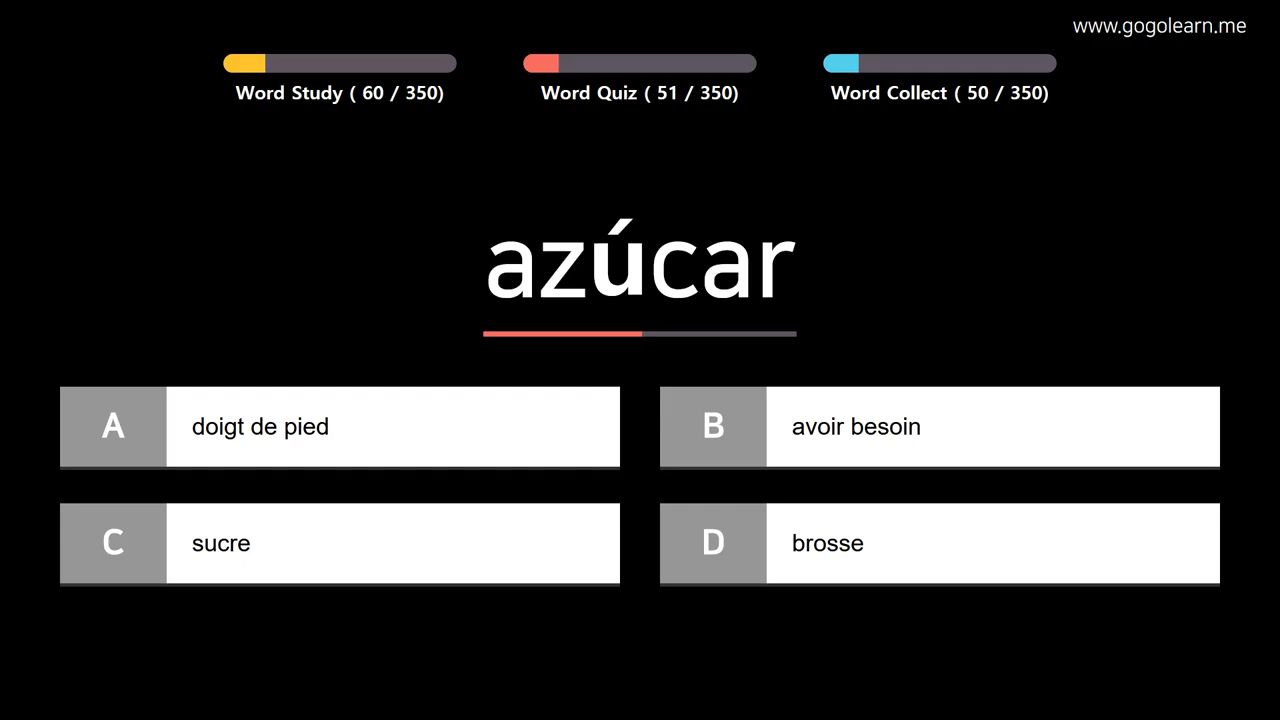 www.gogolearn.me
Word Study ( 60 / 350)
Word Quiz ( 51 / 350)
Word Collect ( 50 / 350)
azúcar
A doigt de pied
B avoir besoin
C sucre
D brosse